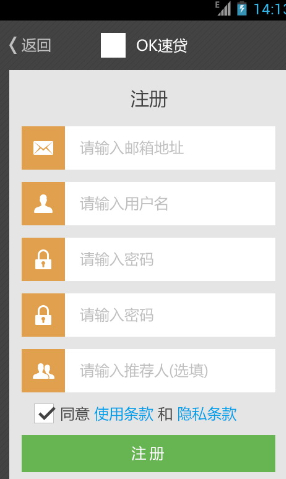 E 14:13
返回 OK速贷
注册
请输入邮箱地址
请输入用户名
请输入密码
请输入密码
请输入推荐人(选填)
同意 使用条款 和 隐私条款
注册